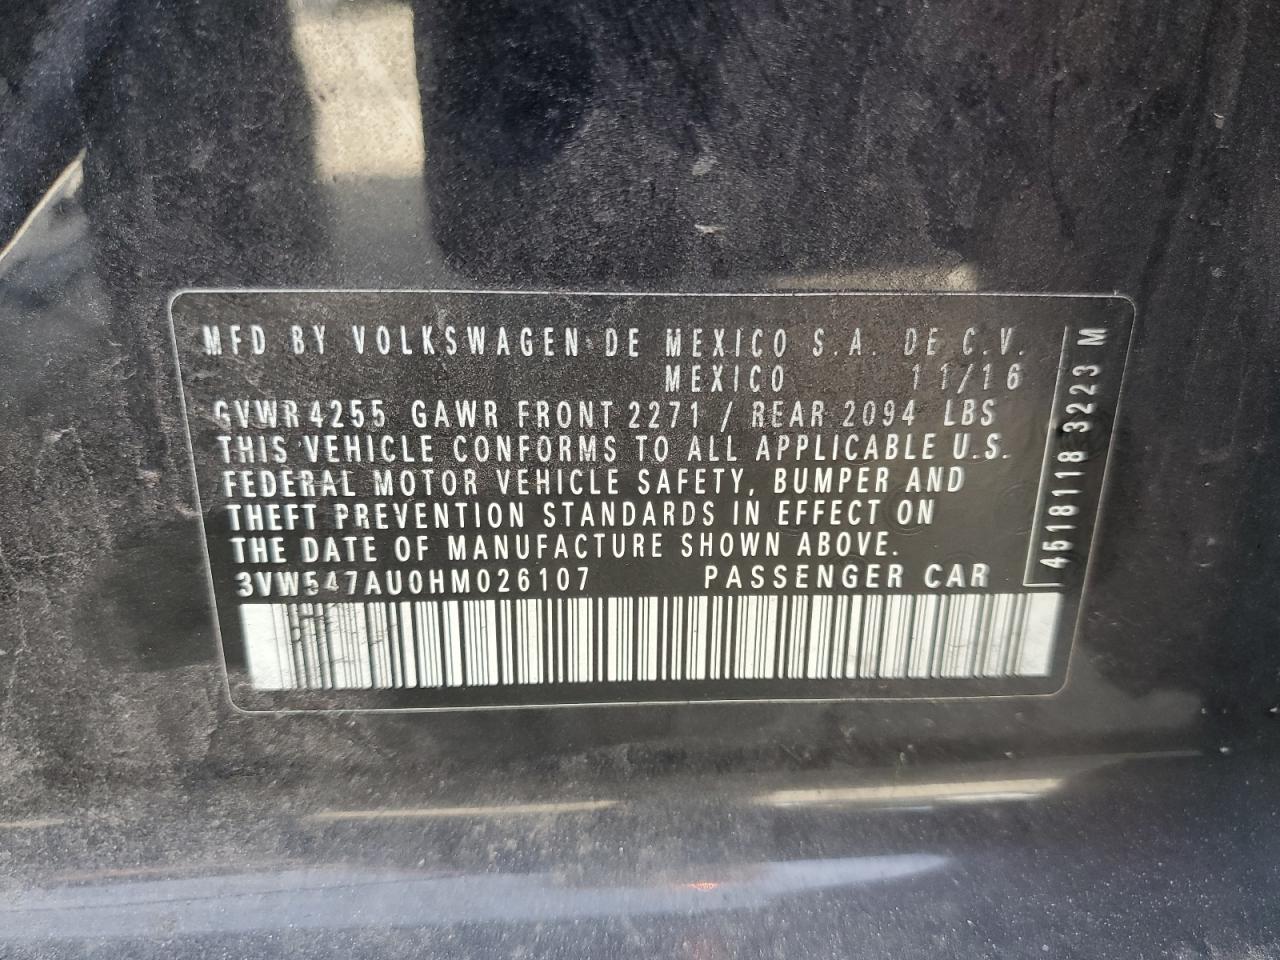 MFD BY VOLKSWAGEN DE MEXICO S.A. DE C.V.
MEXICO 11/16
GVWR 4255 GAWR FRONT 2271 / REAR 2094 LBS
THIS VEHICLE CONFORMS TO ALL APPLICABLE U.S.
FEDERAL MOTOR VEHICLE SAFETY, BUMPER AND
THEFT PREVENTION STANDARDS IN EFFECT ON
THE DATE OF MANUFACTURE SHOWN ABOVE.
3VW547AU0HM026107 PASSENGER CAR
4518118 3223 M